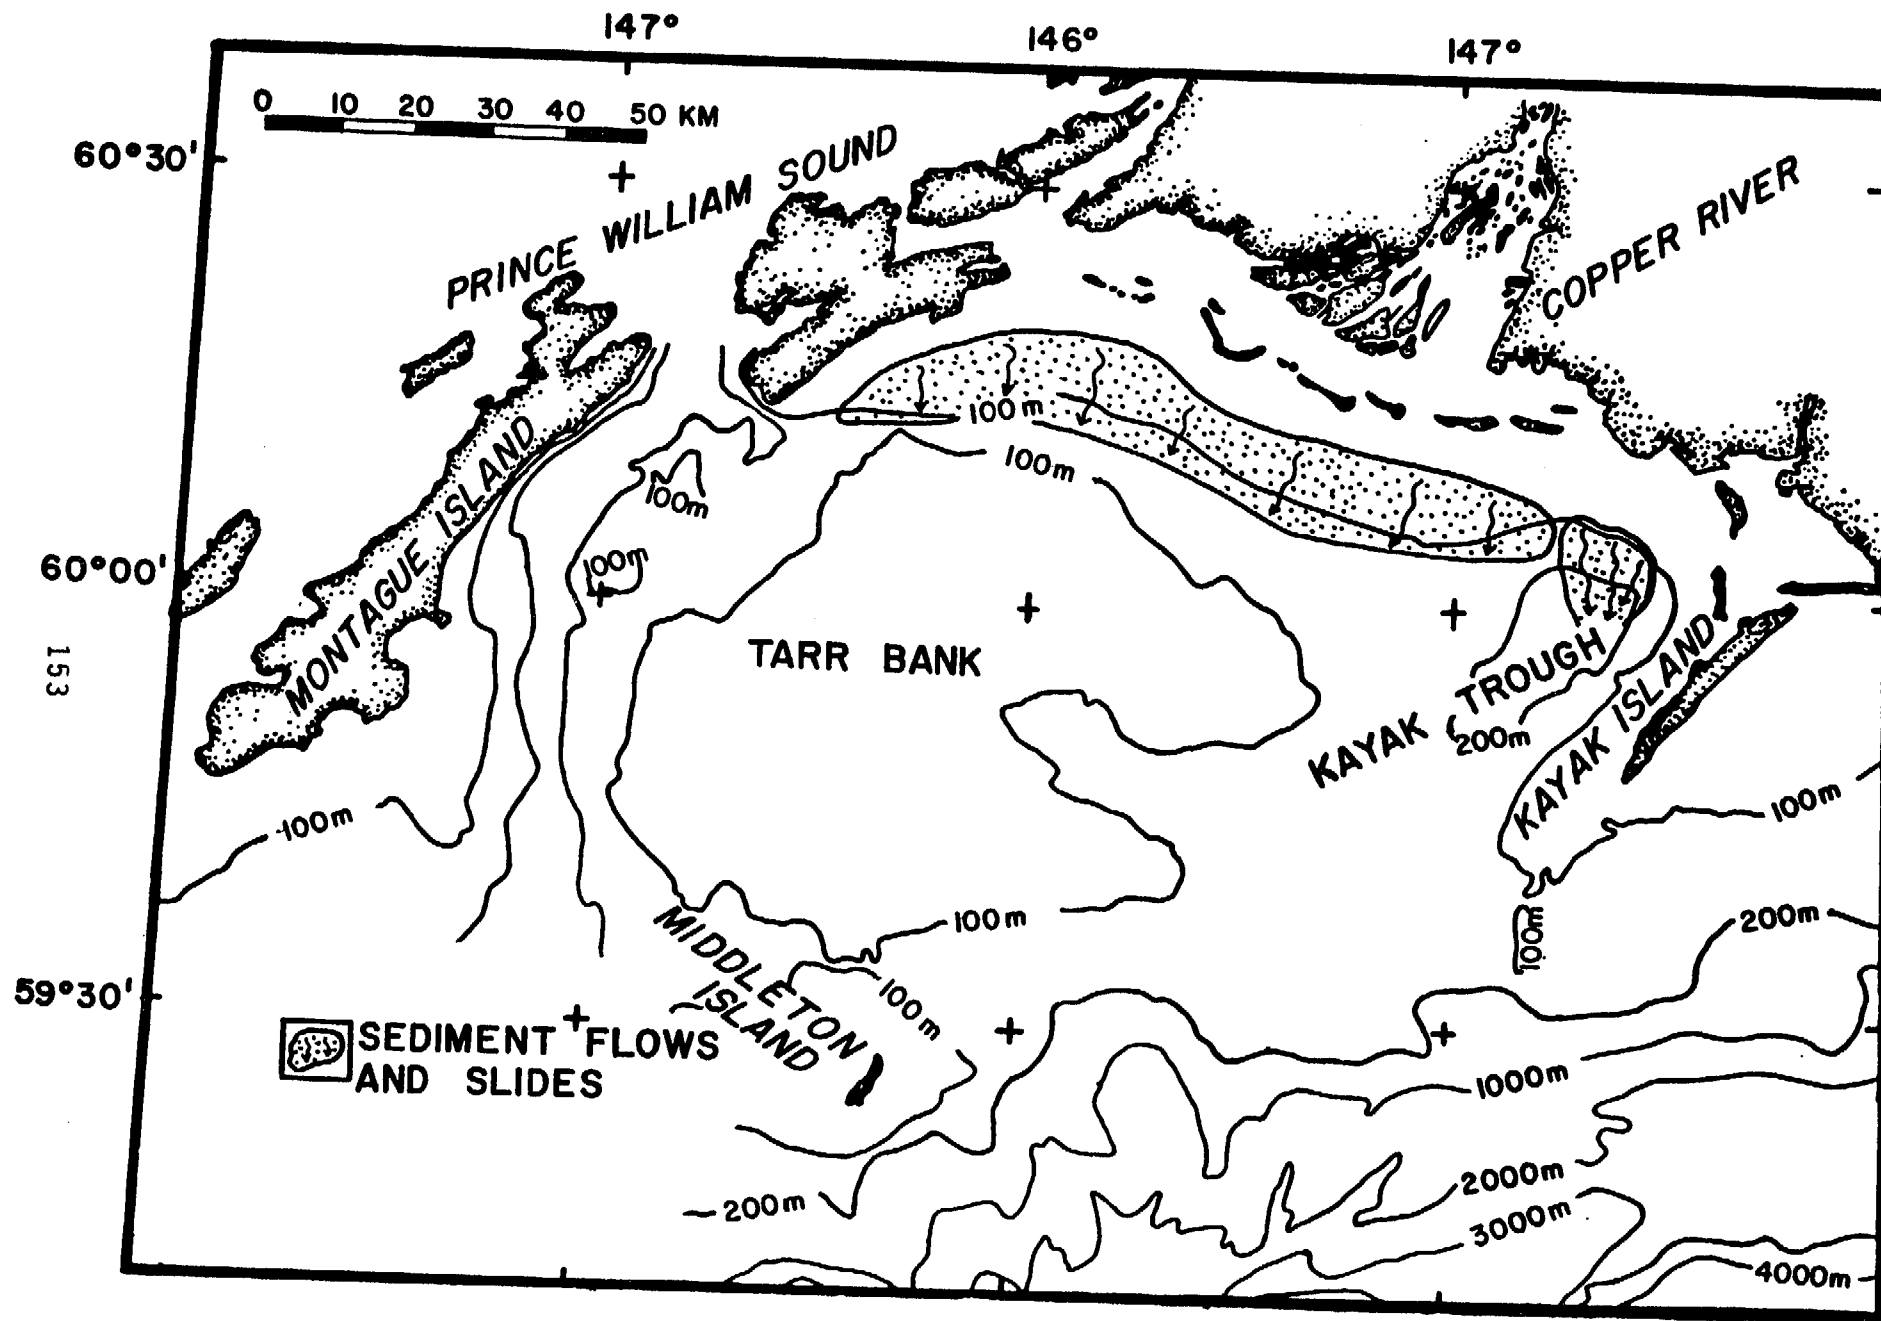 147° 146° 147°
0 10 20 30 40 50 KM
60°30'
PRINCE WILLIAM SOUND
COPPER RIVER
100m
100m
100m
60°00'
100m
MONTAGUE ISLAND
TARR BANK
153
KAYAK TROUGH
200m
KAYAK ISLAND
100m
100m
100m
200m
100m
59°30'
MIDDLETON
ISLAND
100m
SEDIMENT FLOWS
AND SLIDES
1000m
2000m
200m
3000m
4000m